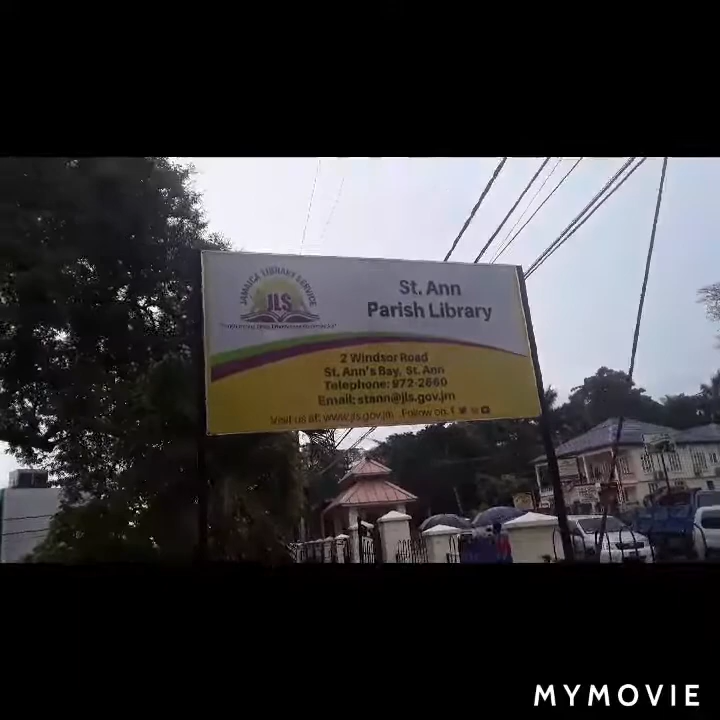 JAMAICA LIBRARY SERVICE
JLS
St. Ann
Parish Library
2 Windsor Road
St. Ann's Bay, St. Ann
Telephone: 972-2660
Email: stann@jls.gov.jm
Visit us at: www.jls.gov.jm .Follow on
MYMOVIE